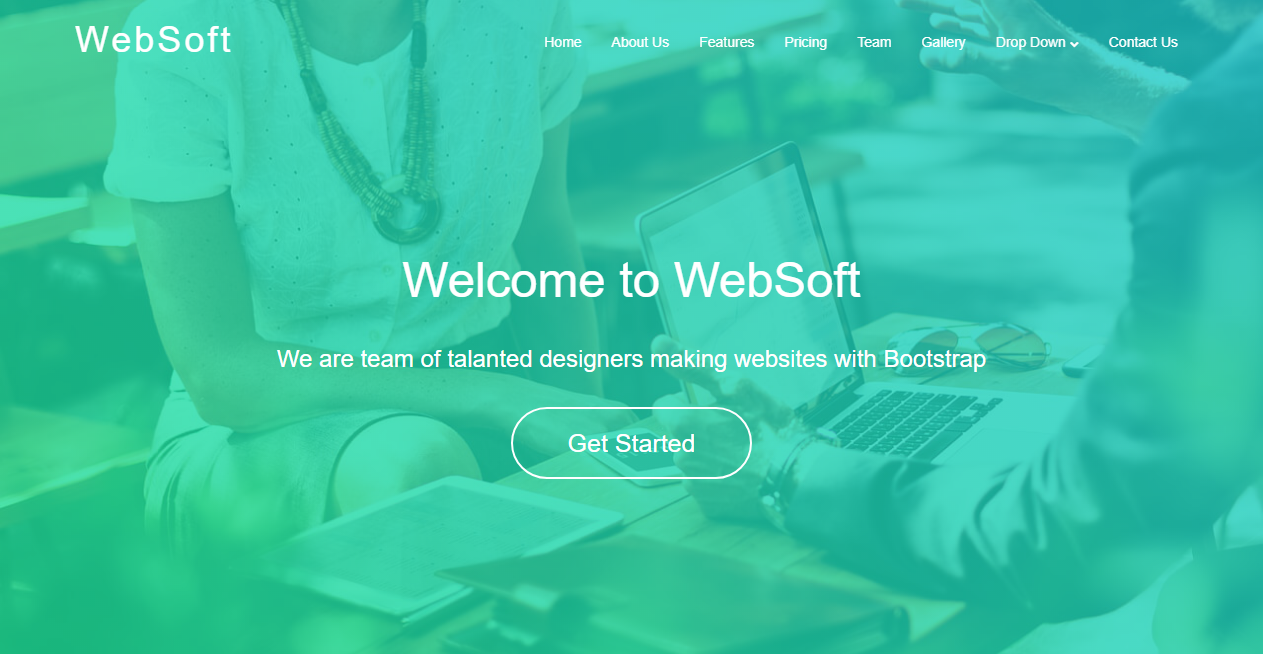 WebSoft
Home About Us Features Pricing Team Gallery Drop Down Contact Us
Welcome to WebSoft
We are team of talanted designers making websites with Bootstrap
Get Started